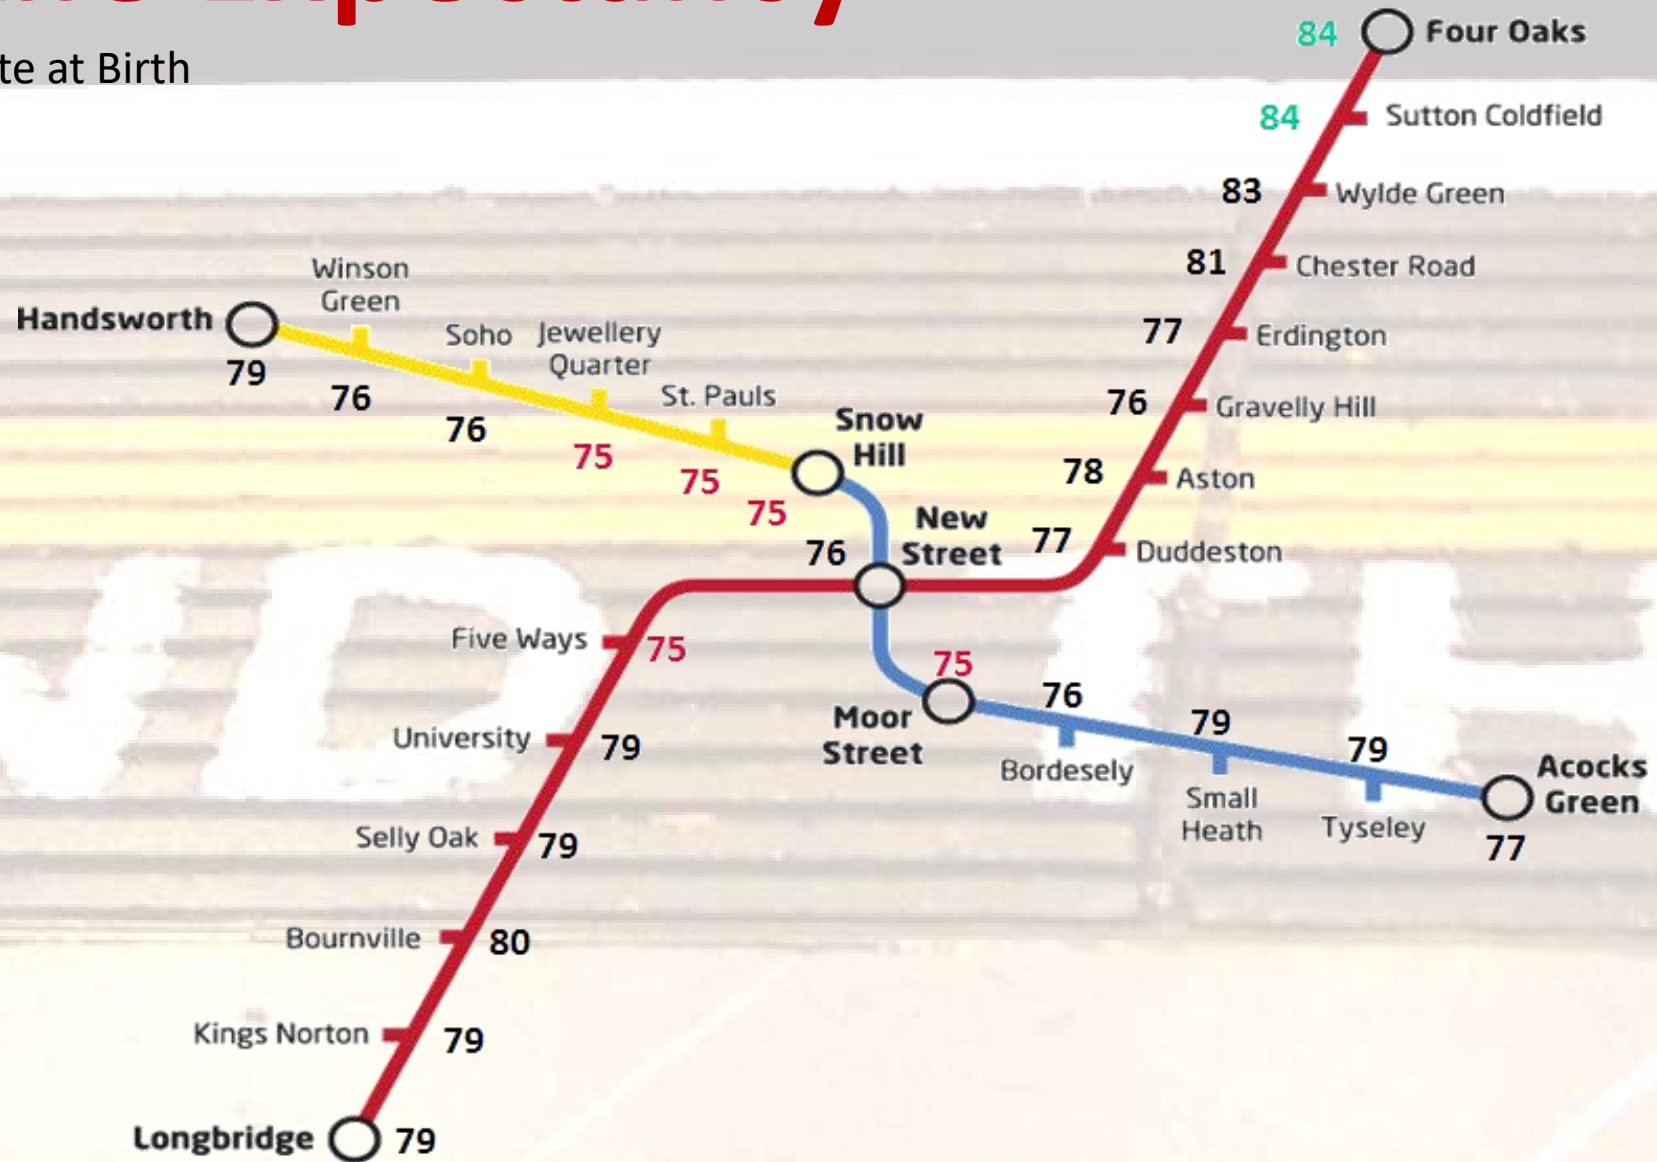 te at Birth
84 Four Oaks
84 Sutton Coldfield
83 Wylde Green
81 Chester Road
77 Erdington
76 Gravelly Hill
78 Aston
77 Duddeston
Handsworth
79
Winson
Green
76
Soho
76
Jewellery
Quarter
75
St. Pauls
75
Snow
Hill
75
New
Street
76
Five Ways 75
University 79
Selly Oak 79
Bournville 80
Kings Norton 79
Longbridge 79
75
Moor
Street
76
Bordesely
79
Small
Heath
79
Tyseley
Acocks
Green
77